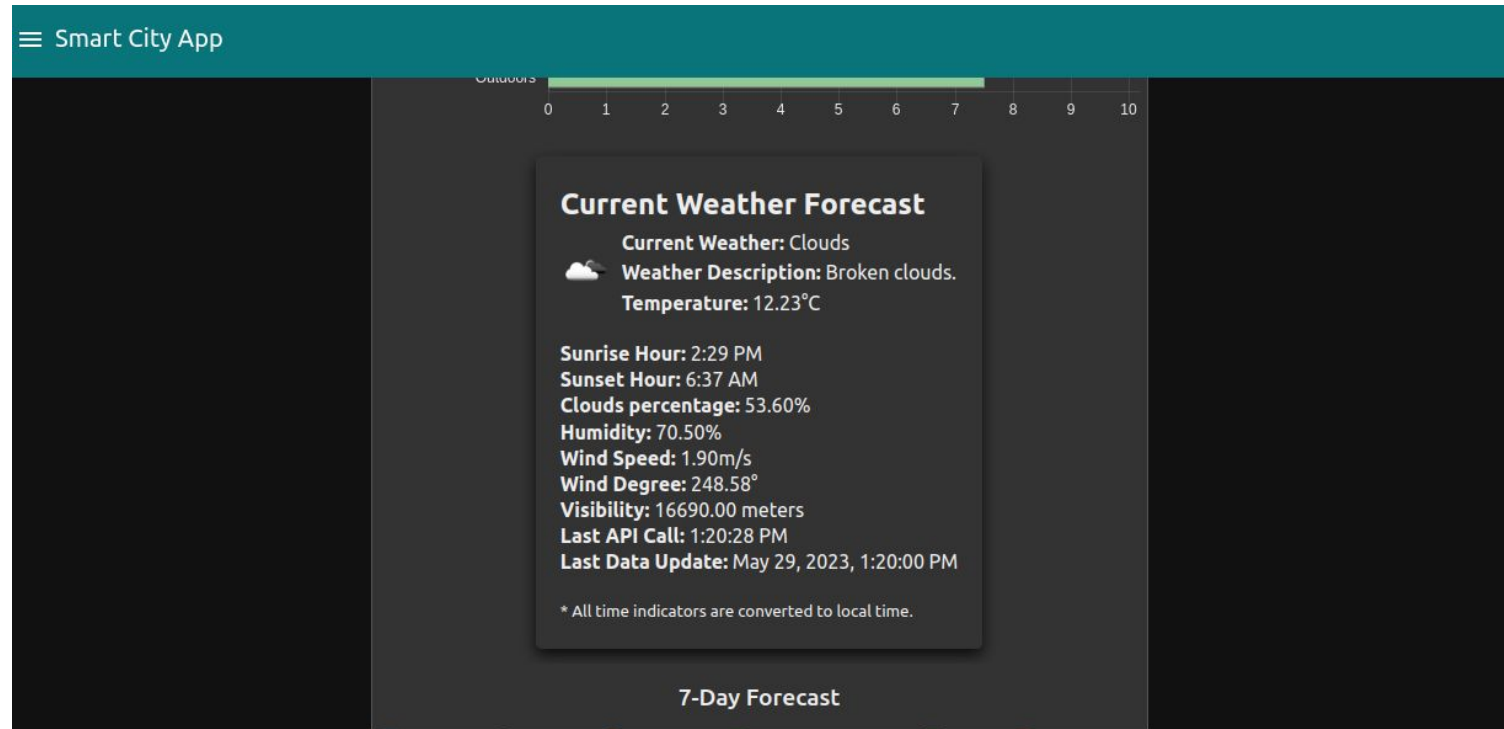 Smart City App
Outdoors
0 1 2 3 4 5 6 7 8 9 10
Current Weather Forecast
Current Weather: Clouds
Weather Description: Broken clouds.
Temperature: 12.23°C
Sunrise Hour: 2:29 PM
Sunset Hour: 6:37 AM
Clouds percentage: 53.60%
Humidity: 70.50%
Wind Speed: 1.90m/s
Wind Degree: 248.58°
Visibility: 16690.00 meters
Last API Call: 1:20:28 PM
Last Data Update: May 29, 2023, 1:20:00 PM
* All time indicators are converted to local time.
7-Day Forecast